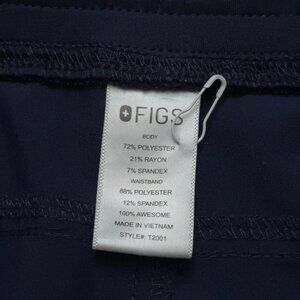 FIGS
BODY
72% POLYESTER
21% RAYON
7% SPANDEX
WAISTBAND
88% POLYESTER
12% SPANDEX
100% AWESOME
MADE IN VIETNAM
STYLE#: T2001